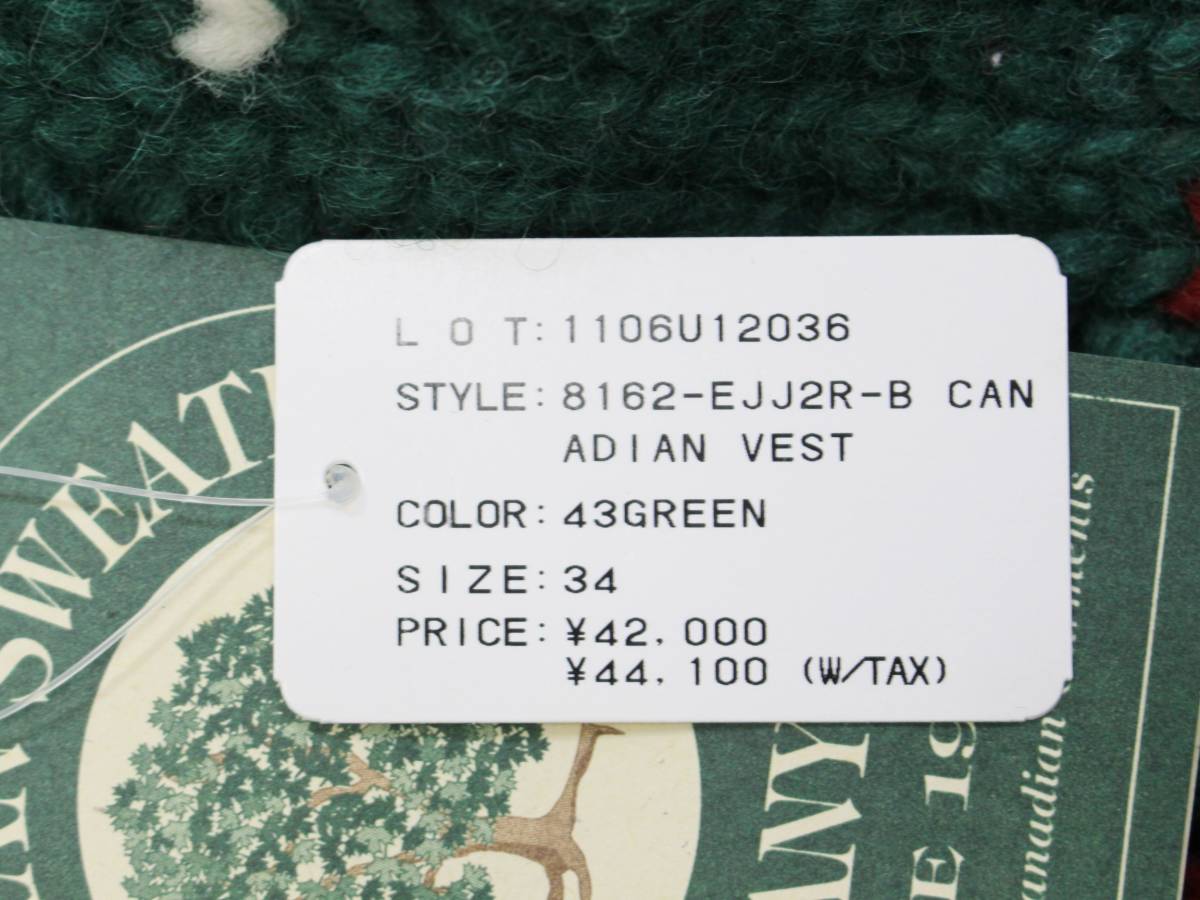 L O T: 1106U12036
STYLE: 8162-EJJ2R-B CAN
ADIAN VEST
COLOR: 43GREEN
SIZE: 34
PRICE: ¥42,000
¥44,100 (W/TAX)